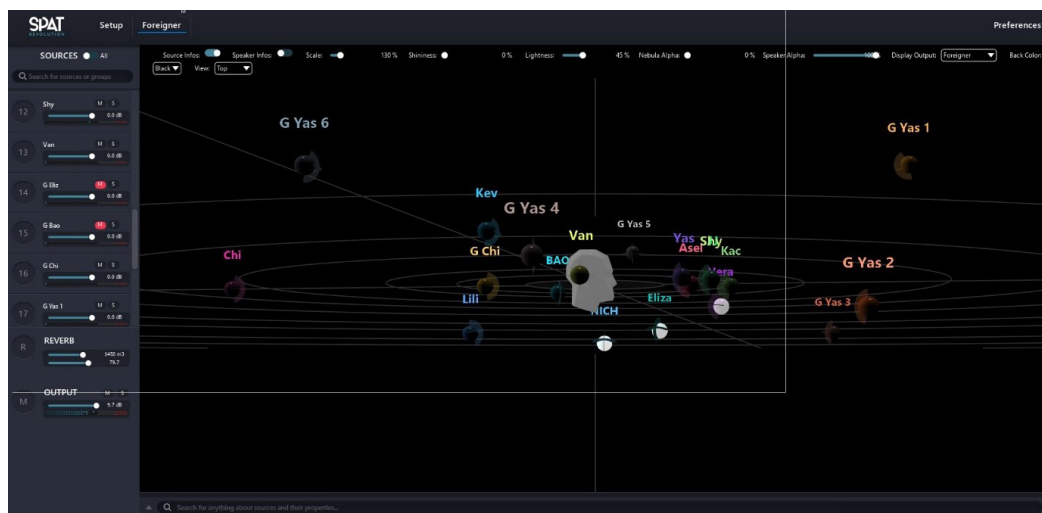 SPAT
REVOLUTION
Setup
Foreigner
Preferences
SOURCES All
Source Infos: Speaker Infos: Scale: 130 % Shininess: 0 % Lightness: 45 % Nebula Alpha: 0 % Speaker Alpha: Display Output: Foreigner Back Color:
Black View: Top
Search for sources or groups
12 Shy M S
0.0 dB
13 Van M S
0.0 dB
14 G Eliz M S
0.0 dB
15 G Bao M S
0.0 dB
16 G Chi M S
0.0 dB
17 G Yas 1 M S
0.0 dB
R REVERB
79.7
M OUTPUT M S
G Yas 6
G Yas 1
Kev
G Yas 4
G Yas 5
Van
Yas
Shy
Asel
Kac
G Chi
Chi
BAO
Vera
G Yas 2
Lili
Eliza
G Yas 3
NICH
Search for anything about sources and their properties...